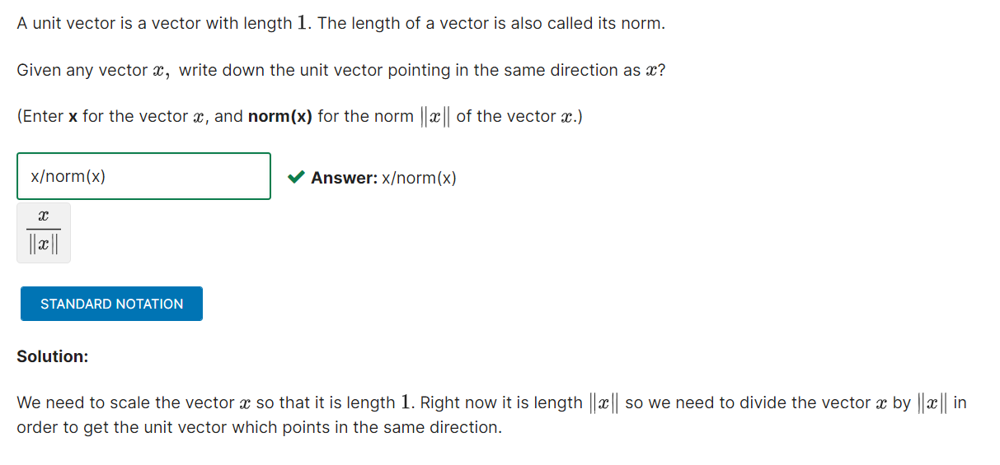 A unit vector is a vector with length 1. The length of a vector is also called its norm.
Given any vector x, write down the unit vector pointing in the same direction as x?
(Enter x for the vector x, and norm(x) for the norm ||x|| of the vector x.)
x/norm(x)
Answer: x/norm(x)
x
||x||
STANDARD NOTATION
Solution:
We need to scale the vector x so that it is length 1. Right now it is length ||x|| so we need to divide the vector x by ||x|| in
order to get the unit vector which points in the same direction.